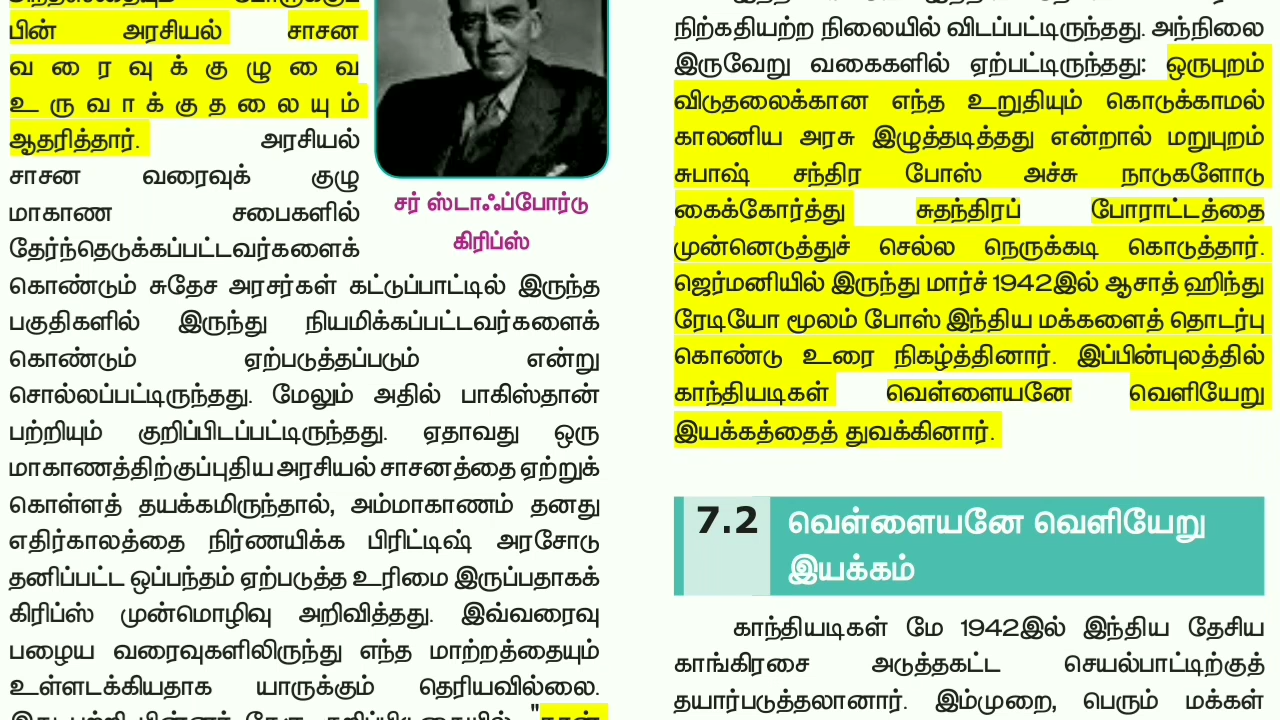 பின் அரசியல் சாசன
வரைவுக்குழுவை
உருவாக்குதலையும்
ஆதரித்தார். அரசியல்
சாசன வரைவுக் குழு
மாகாண சபைகளில்
தேர்ந்தெடுக்கப்பட்டவர்களைக்
சர் ஸ்டாஃப்போர்டு
கிரிப்ஸ்
கொண்டும் சுதேச அரசர்கள் கட்டுப்பாட்டில் இருந்த
பகுதிகளில் இருந்து நியமிக்கப்பட்டவர்களைக்
கொண்டும் ஏற்படுத்தப்படும் என்று
சொல்லப்பட்டிருந்தது. மேலும் அதில் பாகிஸ்தான்
பற்றியும் குறிப்பிடப்பட்டிருந்தது. ஏதாவது ஒரு
மாகாணத்திற்குப்புதிய அரசியல் சாசனத்தை ஏற்றுக்
கொள்ளத் தயக்கமிருந்தால், அம்மாகாணம் தனது
எதிர்காலத்தை நிர்ணயிக்க பிரிட்டிஷ் அரசோடு
தனிப்பட்ட ஒப்பந்தம் ஏற்படுத்த உரிமை இருப்பதாகக்
கிரிப்ஸ் முன்மொழிவு அறிவித்தது. இவ்வரைவு
பழைய வரைவுகளிலிருந்து எந்த மாற்றத்தையும்
உள்ளடக்கியதாக யாருக்கும் தெரியவில்லை.
நிற்கதியற்ற நிலையில் விடப்பட்டிருந்தது. அந்நிலை
இருவேறு வகைகளில் ஏற்பட்டிருந்தது: ஒருபுறம்
விடுதலைக்கான எந்த உறுதியும் கொடுக்காமல்
காலனிய அரசு இழுத்தடித்தது என்றால் மறுபுறம்
சுபாஷ் சந்திர போஸ் அச்சு நாடுகளோடு
கைக்கோர்த்து சுதந்திரப் போராட்டத்தை
முன்னெடுத்துச் செல்ல நெருக்கடி கொடுத்தார்.
ஜெர்மனியில் இருந்து மார்ச் 1942இல் ஆசாத் ஹிந்து
ரேடியோ மூலம் போஸ் இந்திய மக்களைத் தொடர்பு
கொண்டு உரை நிகழ்த்தினார். இப்பின்புலத்தில்
காந்தியடிகள் வெள்ளையனே வெளியேறு
இயக்கத்தைத் துவக்கினார்.
7.2 வெள்ளையனே வெளியேறு
இயக்கம்
காந்தியடிகள் மே 1942இல் இந்திய தேசிய
காங்கிரசை அடுத்தகட்ட செயல்பாட்டிற்குத்
தயார்படுத்தலானார். இம்முறை, பெரும் மக்கள்